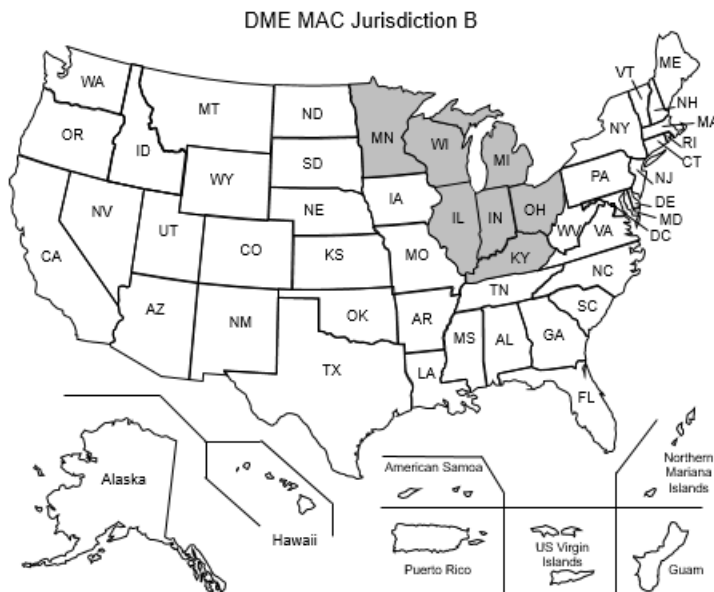 DME MAC Jurisdiction B
WA
OR
CA
NV
ID
MT
WY
UT
AZ
CO
NM
ND
SD
NE
KS
OK
TX
MN
IA
MO
AR
LA
WI
IL
MI
IN
OH
KY
TN
MS
AL
GA
FL
SC
NC
VA
WV
PA
NY
VT
ME
NH
MA
RI
CT
NJ
DE
MD
DC
Alaska
Hawaii
American Samoa
Northern
Mariana
Islands
Puerto Rico
US Virgin
Islands
Guam